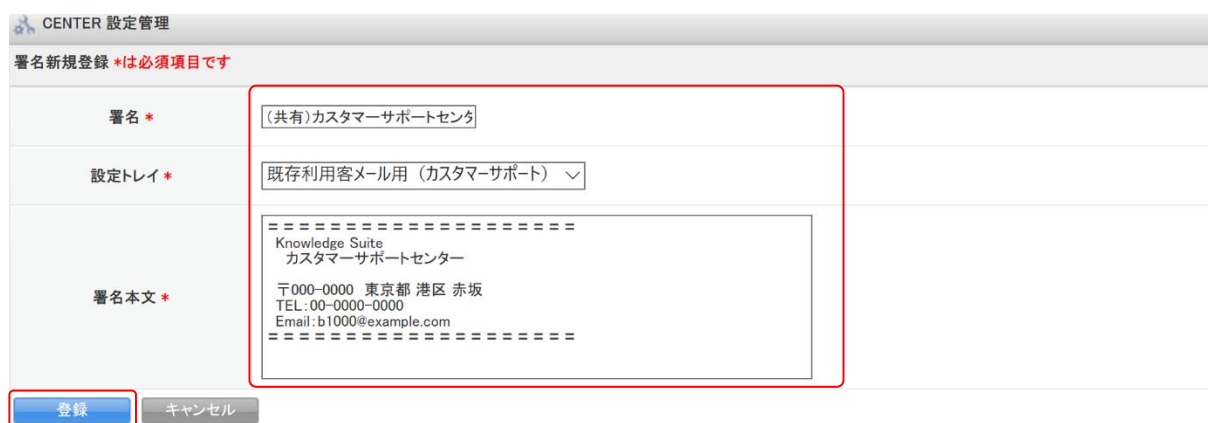 CENTER 設定管理
署名新規登録 *は必須項目です
署名 *
(共有)カスタマーサポートセンタ
設定トレイ *
既存利用客メール用（カスタマーサポート）
署名本文 *
= = = = = = = = = = = = = = = = = = = =
Knowledge Suite
カスタマーサポートセンター
〒000-0000 東京都 港区 赤坂
TEL:00-0000-0000
Email:b1000@example.com
= = = = = = = = = = = = = = = = = = = =
登録 キャンセル